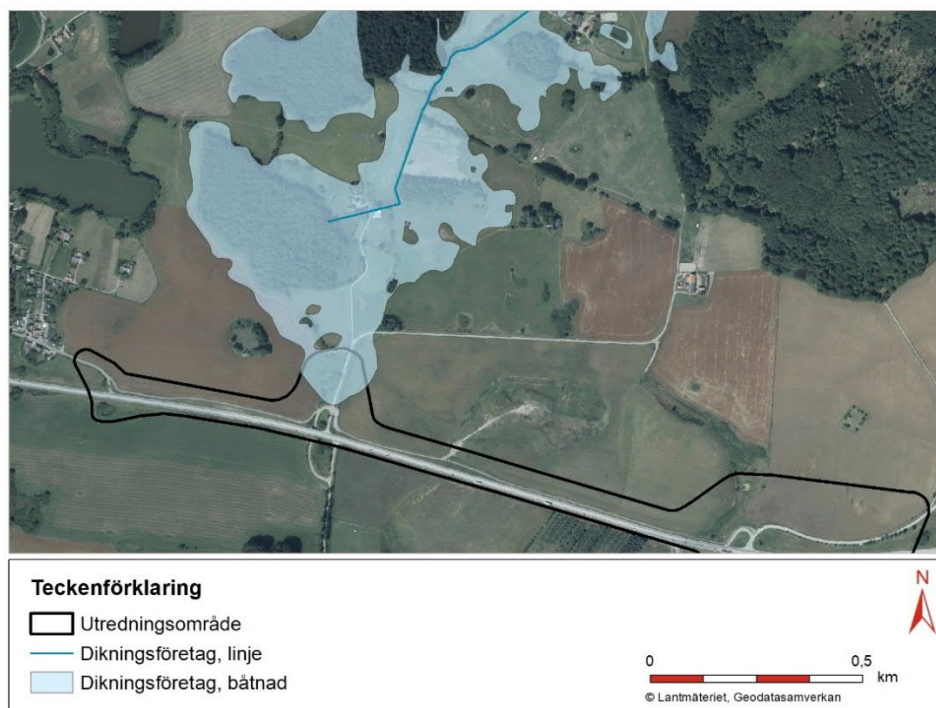 Teckenförklaring
Utredningsområde
Dikningsföretag, linje
Dikningsföretag, båtnad
N
0 0,5
km
© Lantmäteriet, Geodatasamverkan